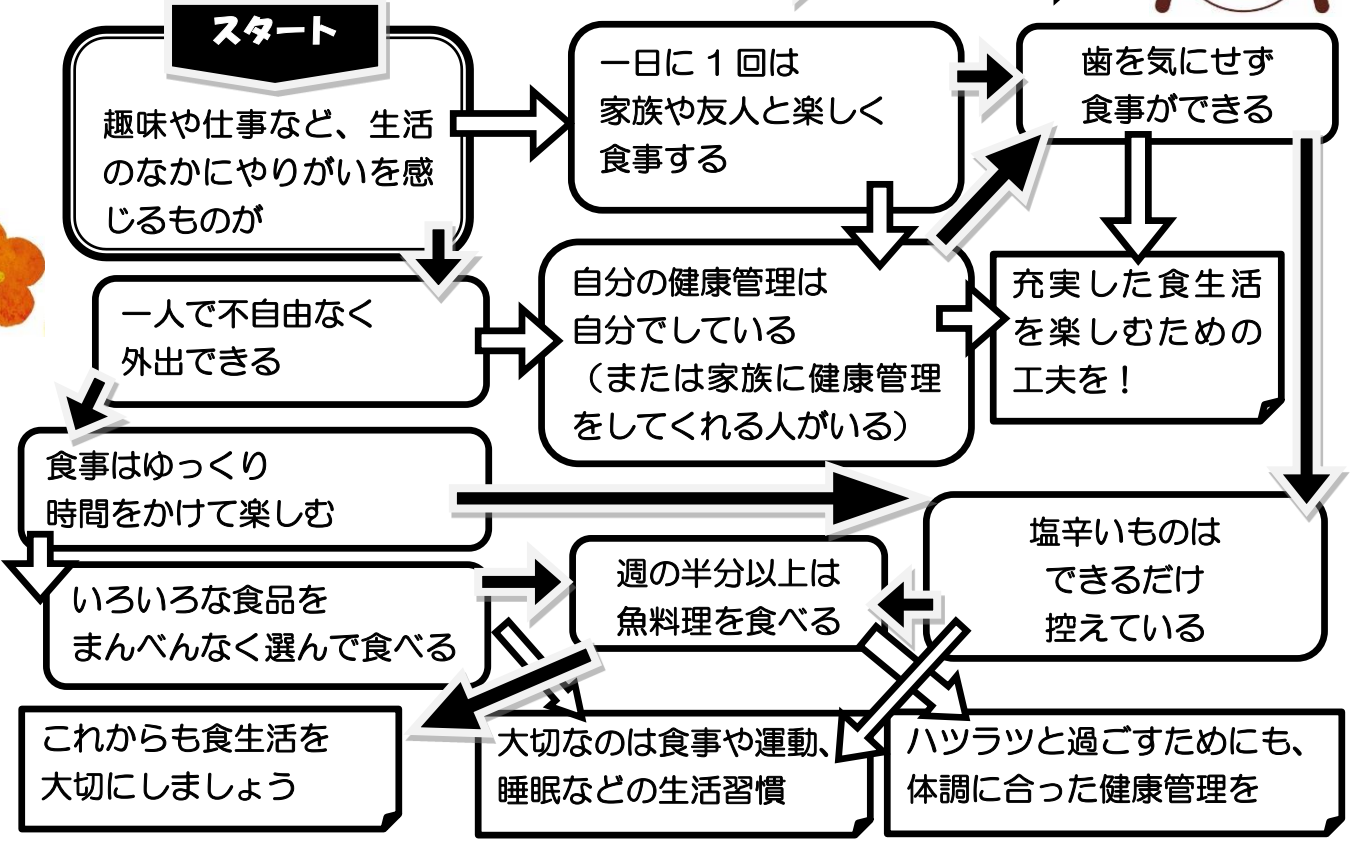 スタート
趣味や仕事など、生活
のなかにやりがいを感
じるものが
一日に1回は
家族や友人と楽しく
食事する
歯を気にせず
食事ができる
一人で不自由なく
外出できる
自分の健康管理は
自分でしている
（または家族に健康管理
をしてくれる人がいる）
充実した食生活
を楽しむための
工夫を！
食事はゆっくり
時間をかけて楽しむ
塩辛いものは
できるだけ
控えている
いろいろな食品を
まんべんなく選んで食べる
週の半分以上は
魚料理を食べる
これからも食生活を
大切にしましょう
大切なのは食事や運動、
睡眠などの生活習慣
ハツラツと過ごすためにも、
体調に合った健康管理を